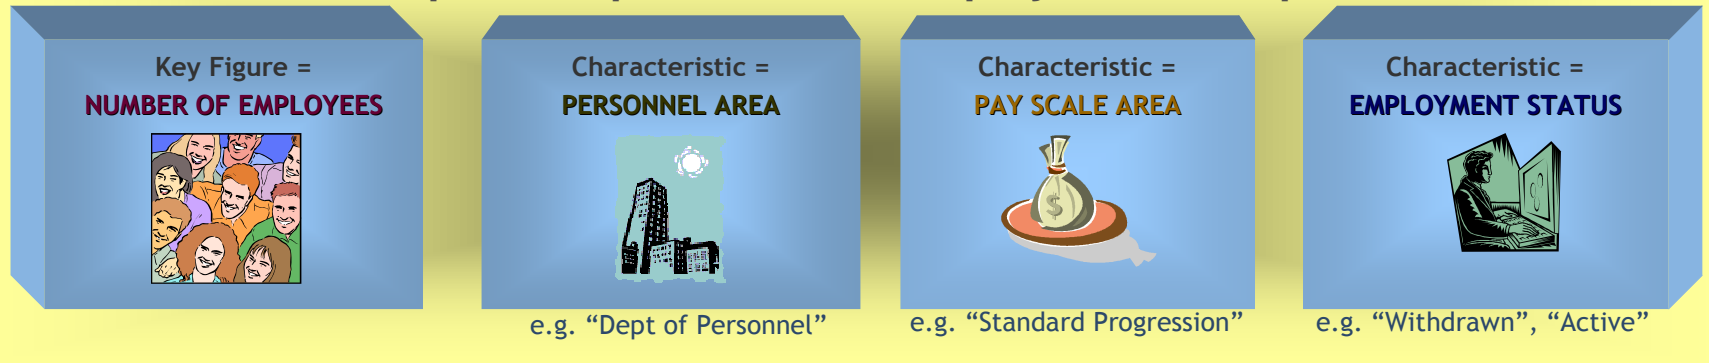 Key Figure =
NUMBER OF EMPLOYEES
Characteristic =
PERSONNEL AREA
e.g. “Dept of Personnel”
Characteristic =
PAY SCALE AREA
$
e.g. “Standard Progression”
Characteristic =
EMPLOYMENT STATUS
e.g. “Withdrawn”, “Active”